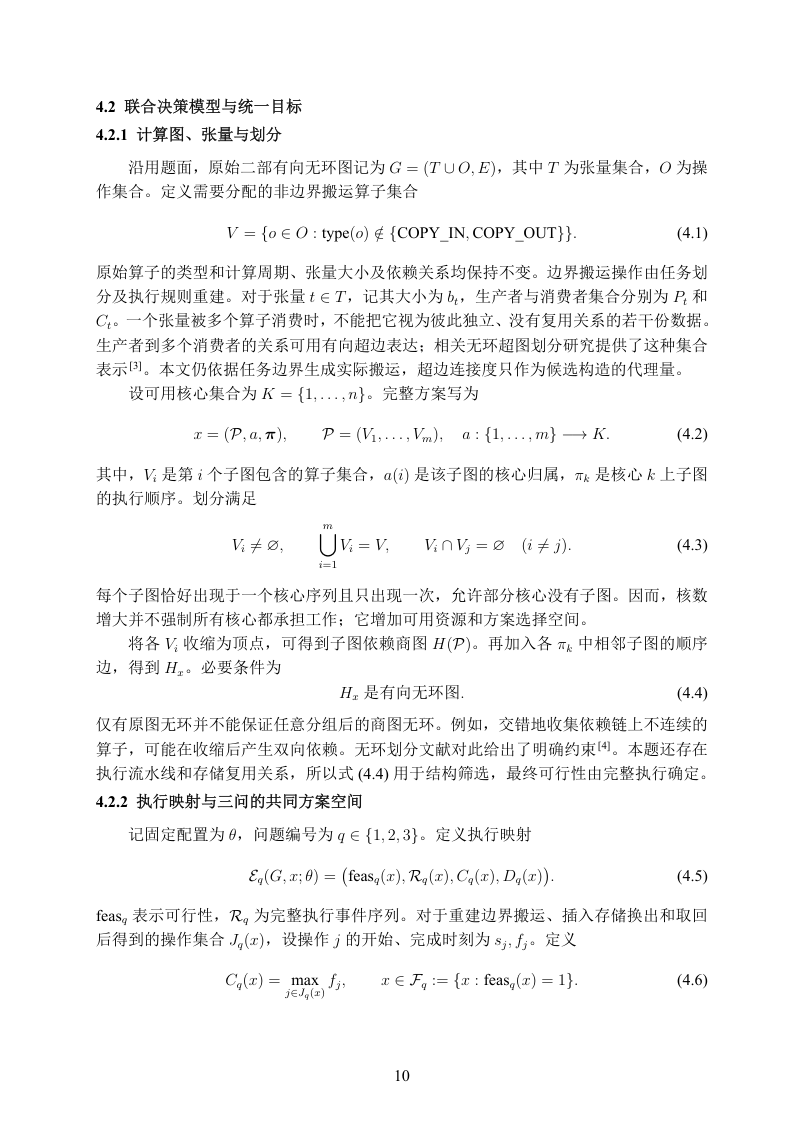 4.2 联合决策模型与统一目标
4.2.1 计算图、张量与划分
沿用题面，原始二部有向无环图记为 G = (T ∪ O, E)，其中 T 为张量集合，O 为操
作集合。定义需要分配的非边界搬运算子集合
V = {o ∈ O : type(o) ∉ {COPY_IN, COPY_OUT}}. (4.1)
原始算子的类型和计算周期、张量大小及依赖关系均保持不变。边界搬运操作由任务划
分及执行规则重建。对于张量 t ∈ T，记其大小为 b_t，生产者与消费者集合分别为 P_t 和
C_t。一个张量被多个算子消费时，不能把它视为彼此独立、没有复用关系的若干份数据。
生产者到多个消费者的关系可用有向超边表达；相关无环超图划分研究提供了这种集合
表示[3]。本文仍依据任务边界生成实际搬运，超边连接度只作为候选构造的代理量。
设可用核心集合为 K = {1, . . . , n}。完整方案写为
x = (𝒫, a, π), 𝒫 = (V_1, . . . , V_m), a : {1, . . . , m} ⟶ K. (4.2)
其中，V_i 是第 i 个子图包含的算子集合，a(i) 是该子图的核心归属，π_k 是核心 k 上子图
的执行顺序。划分满足
V_i ≠ ∅, ⋃_{i=1}^{m} V_i = V, V_i ∩ V_j = ∅ (i ≠ j). (4.3)
每个子图恰好出现于一个核心序列且只出现一次，允许部分核心没有子图。因而，核数
增大并不强制所有核心都承担工作；它增加可用资源和方案选择空间。
将各 V_i 收缩为顶点，可得到子图依赖商图 H(𝒫)。再加入各 π_k 中相邻子图的顺序
边，得到 H_x。必要条件为
H_x 是有向无环图. (4.4)
仅有原图无环并不能保证任意分组后的商图无环。例如，交错地收集依赖链上不连续的
算子，可能在收缩后产生双向依赖。无环划分文献对此给出了明确约束[4]。本题还存在
执行流水线和存储复用关系，所以式 (4.4) 用于结构筛选，最终可行性由完整执行确定。
4.2.2 执行映射与三问的共同方案空间
记固定配置为 θ，问题编号为 q ∈ {1, 2, 3}。定义执行映射
ℰ_q(G, x; θ) = (feas_q(x), ℛ_q(x), C_q(x), D_q(x)). (4.5)
feas_q 表示可行性，ℛ_q 为完整执行事件序列。对于重建边界搬运、插入存储换出和取回
后得到的操作集合 J_q(x)，设操作 j 的开始、完成时刻为 s_j, f_j。定义
C_q(x) = max_{j∈J_q(x)} f_j, x ∈ ℱ_q := {x : feas_q(x) = 1}. (4.6)
10